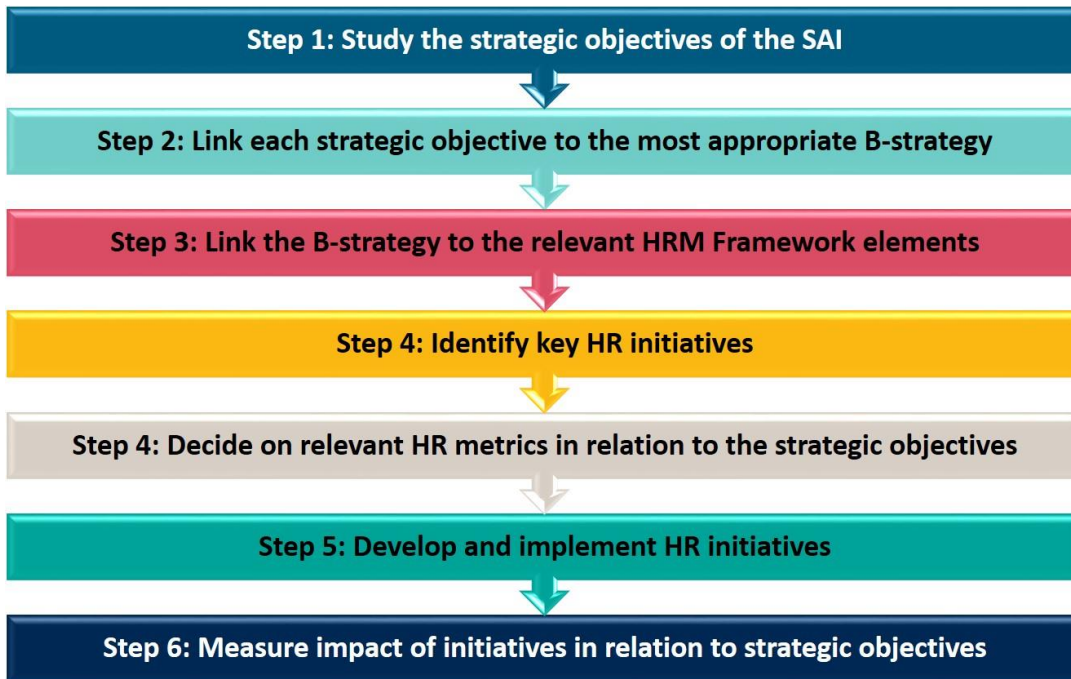 Step 1: Study the strategic objectives of the SAI
Step 2: Link each strategic objective to the most appropriate B-strategy
Step 3: Link the B-strategy to the relevant HRM Framework elements
Step 4: Identify key HR initiatives
Step 4: Decide on relevant HR metrics in relation to the strategic objectives
Step 5: Develop and implement HR initiatives
Step 6: Measure impact of initiatives in relation to strategic objectives